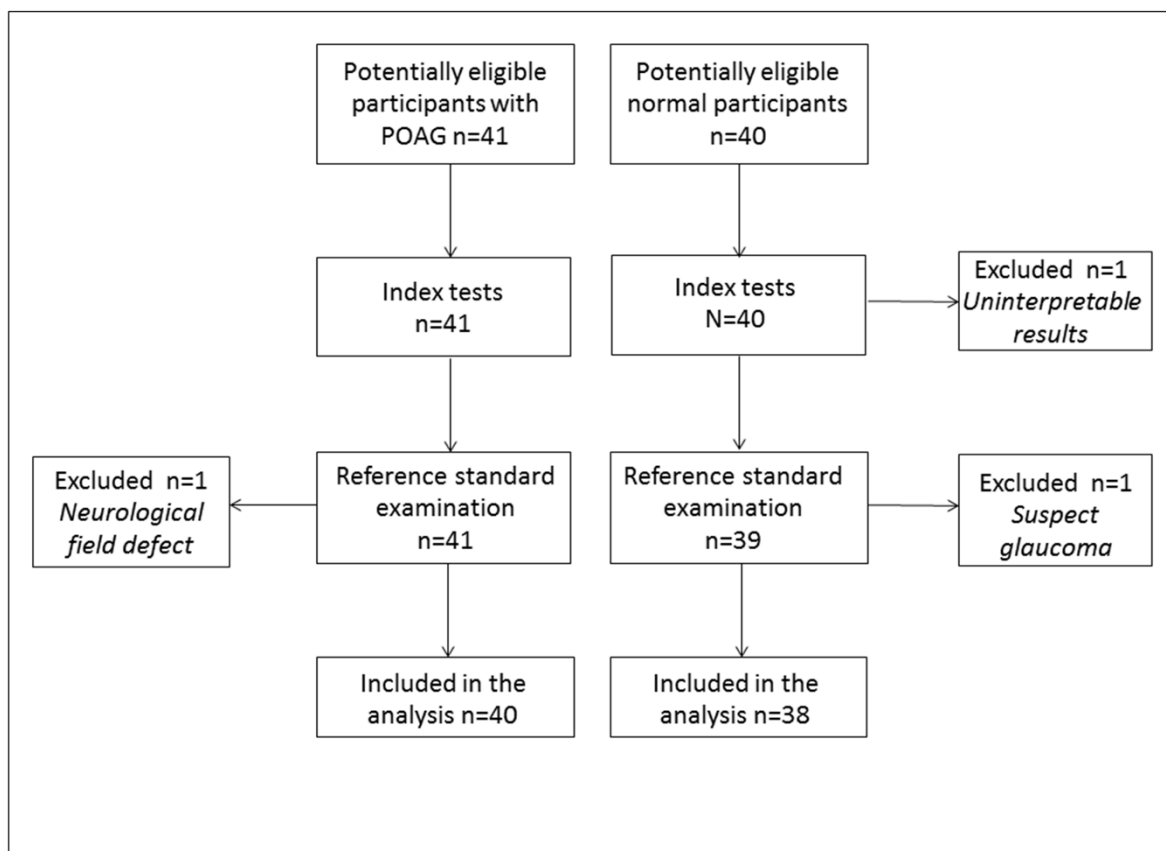 Potentially eligible
participants with
POAG n=41
Potentially eligible
normal participants
n=40
Index tests
n=41
Index tests
N=40
Excluded n=1
Uninterpretable
results
Excluded n=1
Neurological
field defect
Reference standard
examination
n=41
Reference standard
examination
n=39
Excluded n=1
Suspect
glaucoma
Included in the
analysis n=40
Included in the
analysis n=38